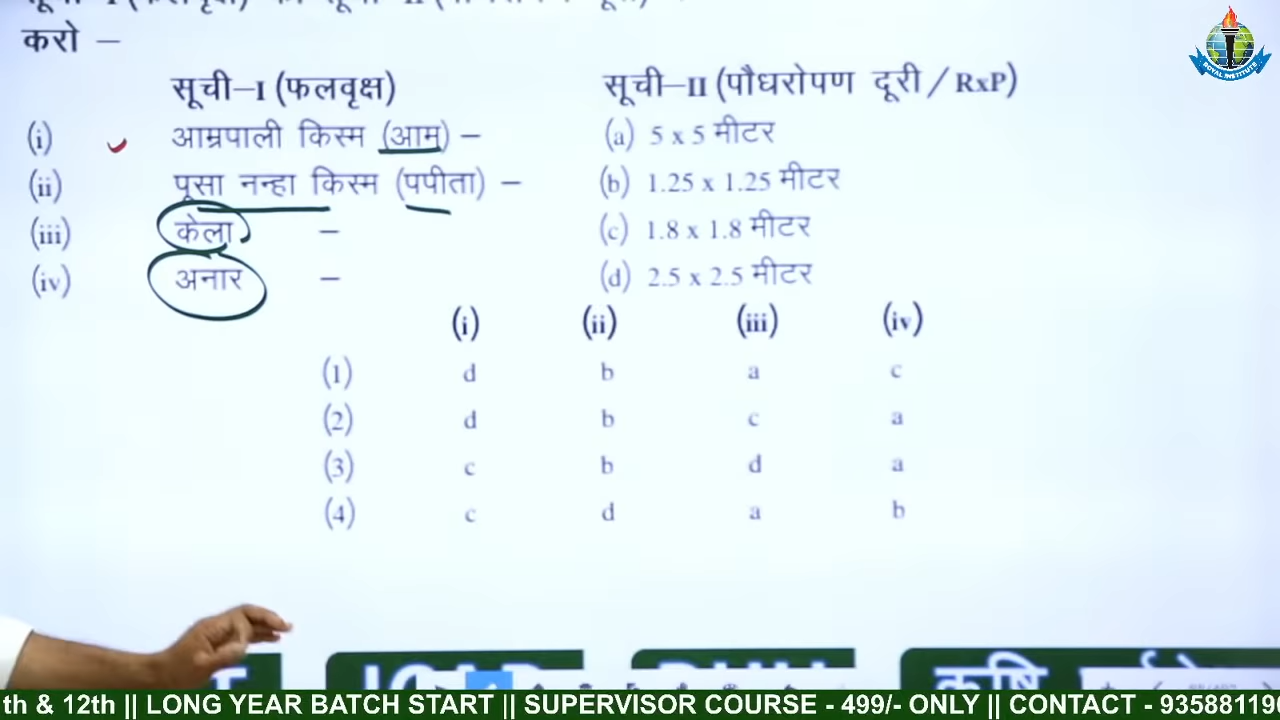 करो –
सूची–I (फलवृक्ष) सूची–II (पौधरोपण दूरी / RxP)
(i) आम्रपाली किस्म (आम) – (a) 5 x 5 मीटर
(ii) पूसा नन्हा किस्म (पपीता) – (b) 1.25 x 1.25 मीटर
(iii) केला – (c) 1.8 x 1.8 मीटर
(iv) अनार – (d) 2.5 x 2.5 मीटर
(i) (ii) (iii) (iv)
(1) d b a c
(2) d b c a
(3) c b d a
(4) c d a b
ROYAL INSTITUTE
कृषि
th & 12th || LONG YEAR BATCH START || SUPERVISOR COURSE - 499/- ONLY || CONTACT - 93588119